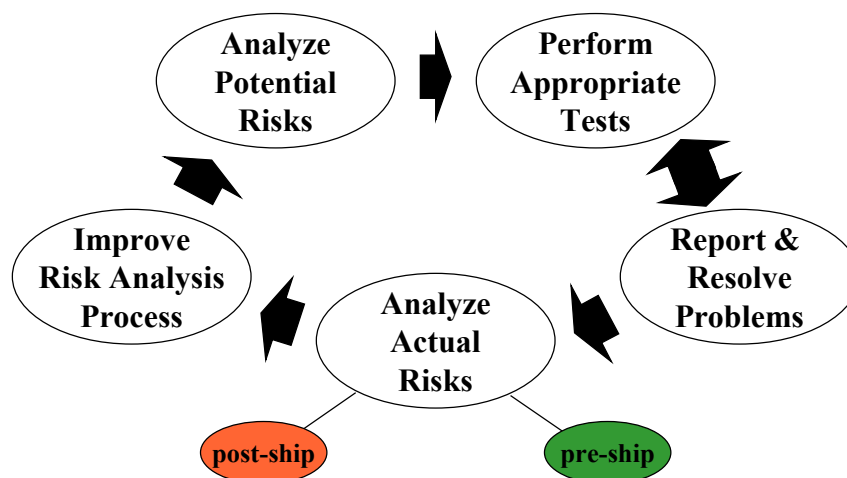 Analyze
Potential
Risks
Perform
Appropriate
Tests
Improve
Risk Analysis
Process
Report &
Resolve
Problems
Analyze
Actual
Risks
post-ship
pre-ship